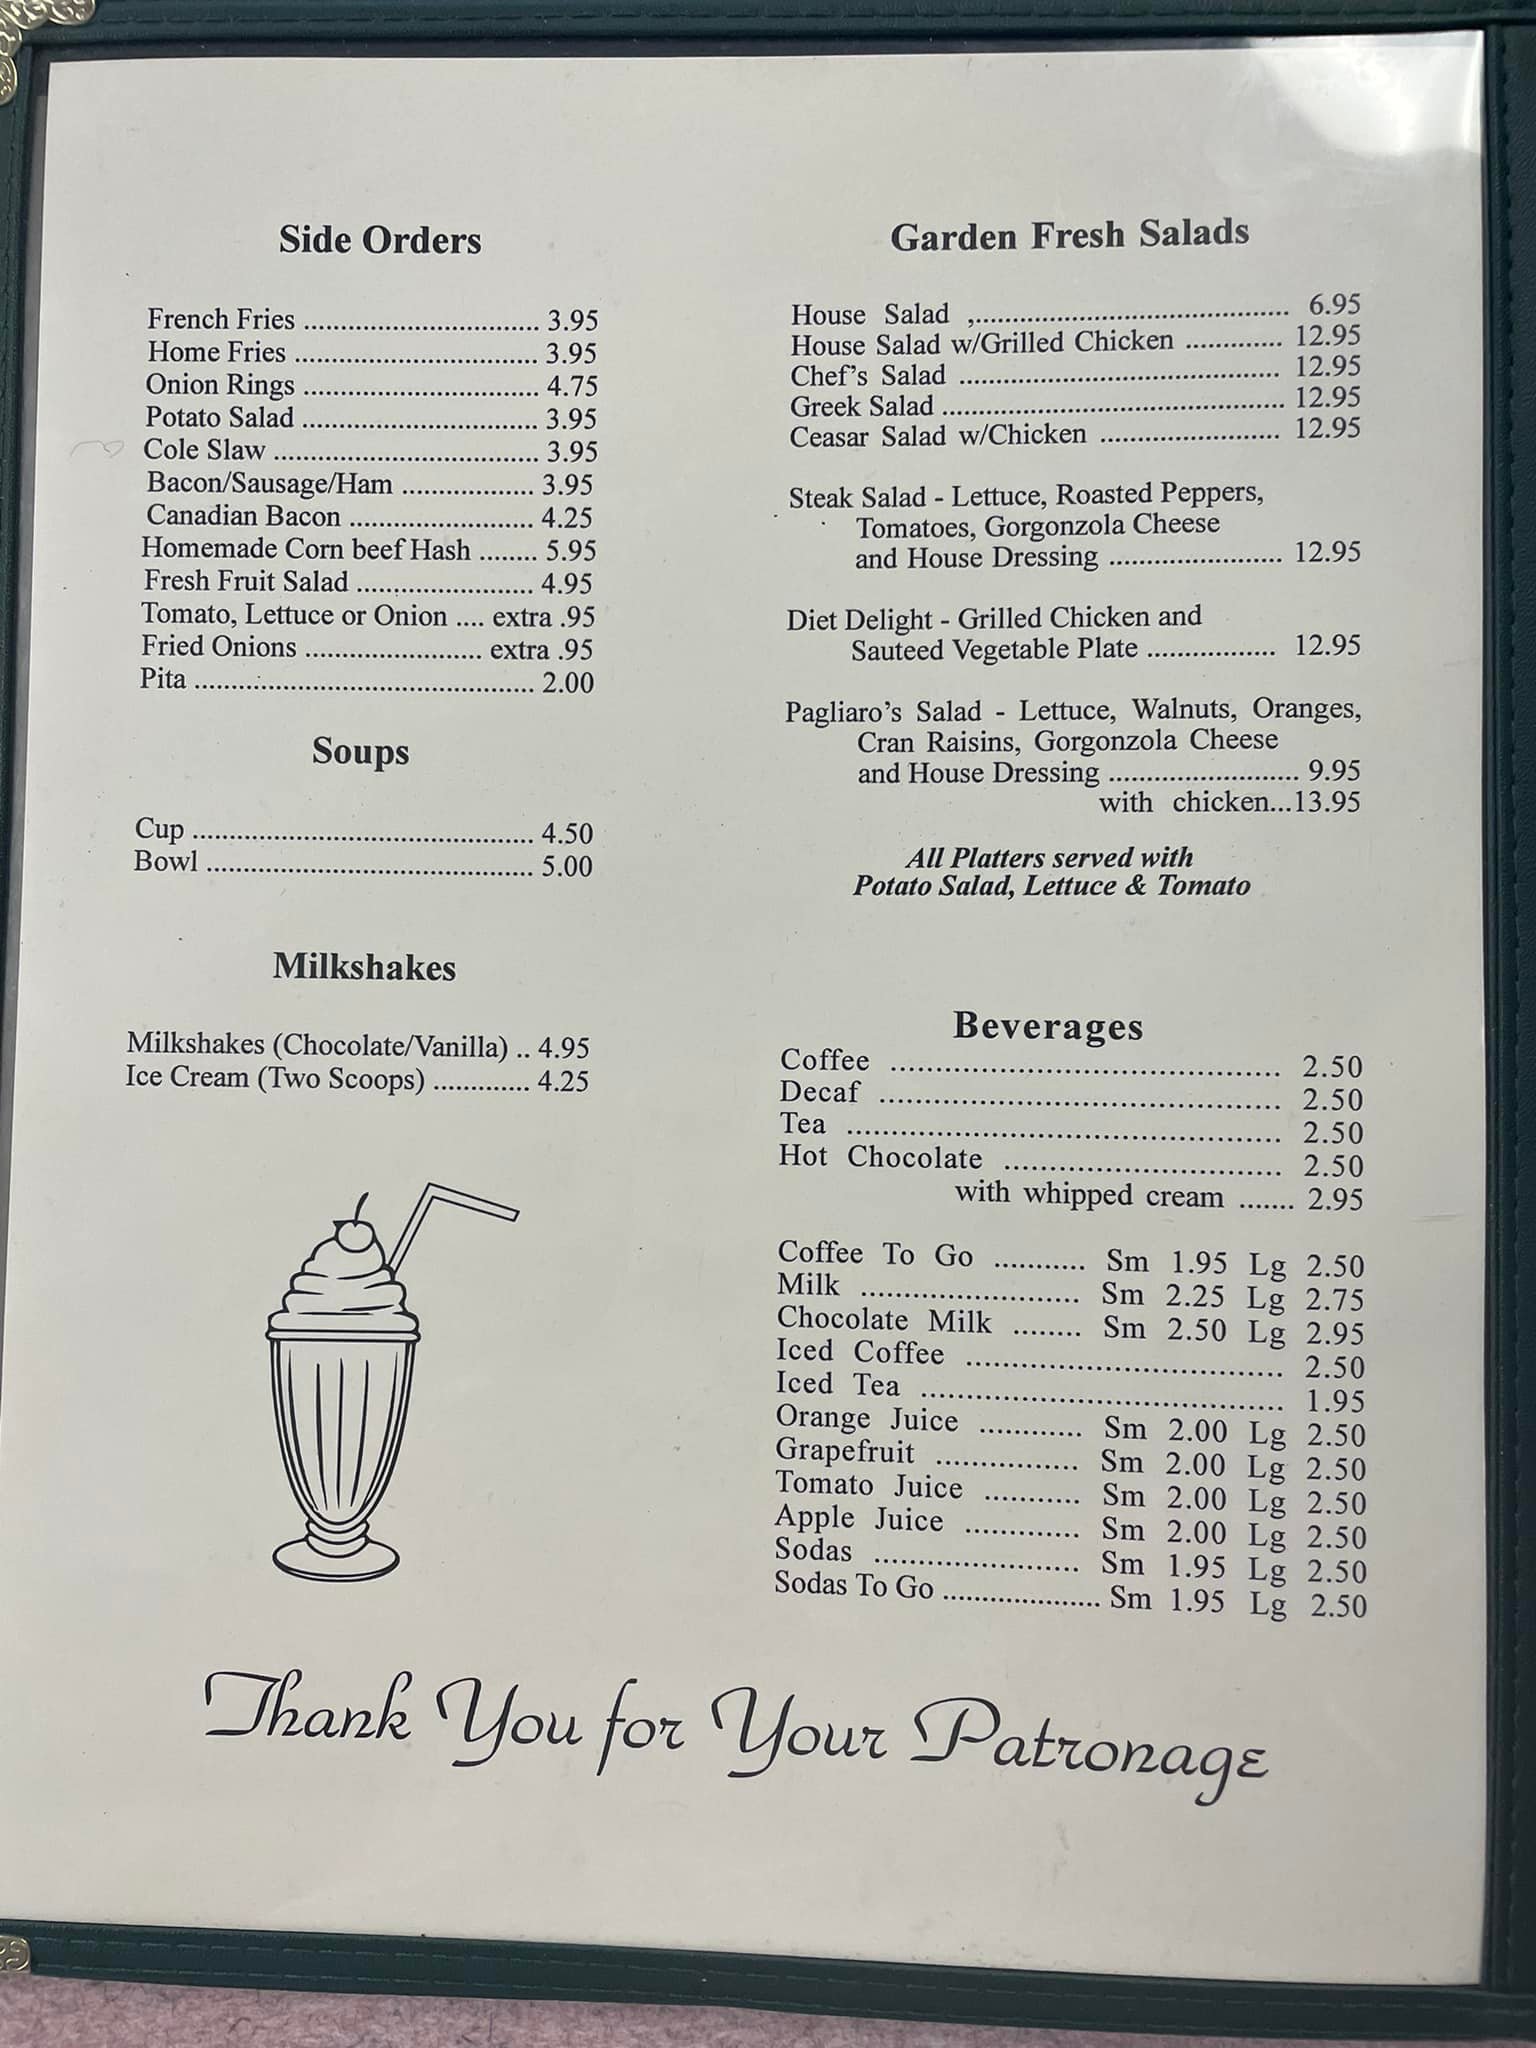 Side Orders
French Fries ................................ 3.95
Home Fries ................................. 3.95
Onion Rings ................................ 4.75
Potato Salad ................................ 3.95
Cole Slaw .................................... 3.95
Bacon/Sausage/Ham .................. 3.95
Canadian Bacon ......................... 4.25
Homemade Corn beef Hash ........ 5.95
Fresh Fruit Salad ........................ 4.95
Tomato, Lettuce or Onion .... extra .95
Fried Onions ........................ extra .95
Pita .............................................. 2.00
Soups
Cup .............................................. 4.50
Bowl ............................................ 5.00
Milkshakes
Milkshakes (Chocolate/Vanilla) .. 4.95
Ice Cream (Two Scoops) ............. 4.25
Garden Fresh Salads
House Salad ,.......................................... 6.95
House Salad w/Grilled Chicken ............. 12.95
Chef's Salad ........................................... 12.95
Greek Salad .............................................. 12.95
Ceasar Salad w/Chicken ........................ 12.95
Steak Salad - Lettuce, Roasted Peppers,
Tomatoes, Gorgonzola Cheese
and House Dressing ....................... 12.95
Diet Delight - Grilled Chicken and
Sauteed Vegetable Plate ................. 12.95
Pagliaro's Salad - Lettuce, Walnuts, Oranges,
Cran Raisins, Gorgonzola Cheese
and House Dressing .......................... 9.95
with chicken...13.95
All Platters served with
Potato Salad, Lettuce & Tomato
Beverages
Coffee .......................................... 2.50
Decaf ........................................... 2.50
Tea ............................................... 2.50
Hot Chocolate .............................. 2.50
with whipped cream ....... 2.95
Coffee To Go ........... Sm 1.95 Lg 2.50
Milk ........................ Sm 2.25 Lg 2.75
Chocolate Milk ........ Sm 2.50 Lg 2.95
Iced Coffee ................................... 2.50
Iced Tea ........................................ 1.95
Orange Juice ............ Sm 2.00 Lg 2.50
Grapefruit ................ Sm 2.00 Lg 2.50
Tomato Juice ........... Sm 2.00 Lg 2.50
Apple Juice ............. Sm 2.00 Lg 2.50
Sodas ....................... Sm 1.95 Lg 2.50
Sodas To Go ..................... Sm 1.95 Lg 2.50
Thank You for Your Patronage